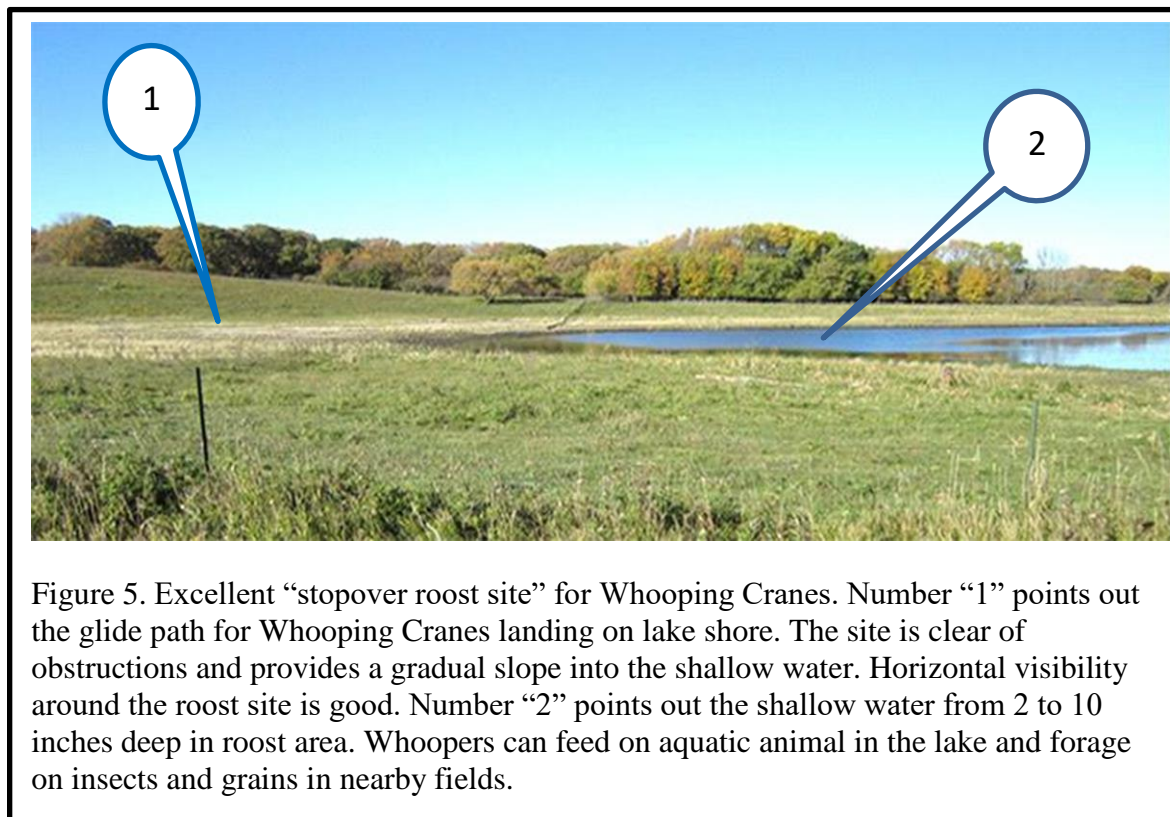 1
2
Figure 5. Excellent “stopover roost site” for Whooping Cranes. Number “1” points out
the glide path for Whooping Cranes landing on lake shore. The site is clear of
obstructions and provides a gradual slope into the shallow water. Horizontal visibility
around the roost site is good. Number “2” points out the shallow water from 2 to 10
inches deep in roost area. Whoopers can feed on aquatic animal in the lake and forage
on insects and grains in nearby fields.